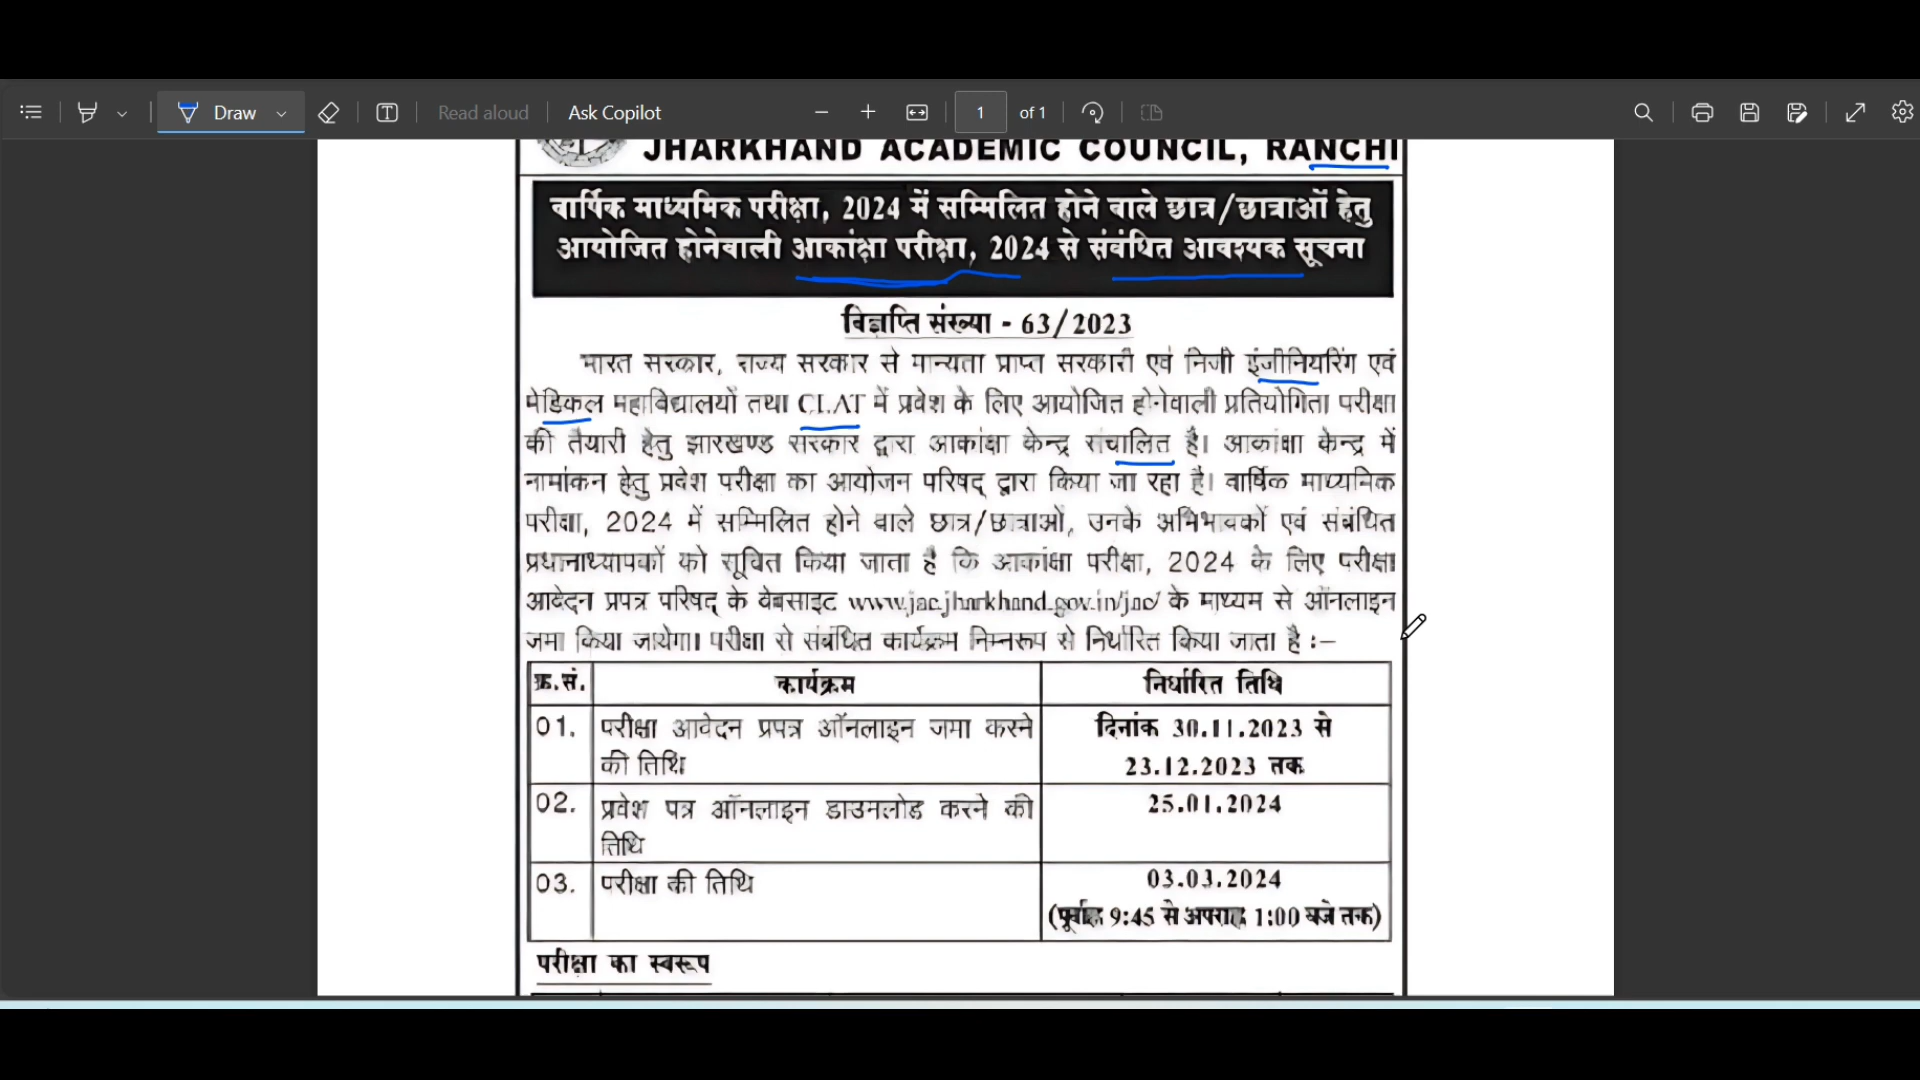 Draw
Read aloud
Ask Copilot
1
of 1
JHARKHAND ACADEMIC COUNCIL, RANCHI
वार्षिक माध्यमिक परीक्षा, 2024 में सम्मिलित होने वाले छात्र/छात्राओं हेतु
आयोजित होनेवाली आकांक्षा परीक्षा, 2024 से संबंधित आवश्यक सूचना
विज्ञप्ति संख्या - 63/2023
भारत सरकार, राज्य सरकार से मान्यता प्राप्त सरकारी एवं निजी इंजीनियरिंग एवं
मेडिकल महाविद्यालयों तथा CLAT में प्रवेश के लिए आयोजित होनेवाली प्रतियोगिता परीक्षा
की तैयारी हेतु झारखण्ड सरकार द्वारा आकांक्षा केन्द्र संचालित है। आकांक्षा केन्द्र में
नामांकन हेतु प्रवेश परीक्षा का आयोजन परिषद् द्वारा किया जा रहा है। वार्षिक माध्यमिक
परीक्षा, 2024 में सम्मिलित होने वाले छात्र/छात्राओं, उनके अभिभावकों एवं संबंधित
प्रधानाध्यापकों को सूचित किया जाता है कि आकांक्षा परीक्षा, 2024 के लिए परीक्षा
आवेदन प्रपत्र परिषद् के वेबसाइट www.jac.jharkhand.gov.in/jac/ के माध्यम से ऑनलाइन
जमा किया जायेगा। परीक्षा से संबंधित कार्यक्रम निम्नरूप से निर्धारित किया जाता है :–
क्र.सं. कार्यक्रम निर्धारित तिथि
01. परीक्षा आवेदन प्रपत्र ऑनलाइन जमा करने दिनांक 30.11.2023 से
की तिथि 23.12.2023 तक
02. प्रवेश पत्र ऑनलाइन डाउनलोड करने की 25.01.2024
तिथि
03. परीक्षा की तिथि 03.03.2024
(पूर्वाह्न 9:45 से अपराह्न 1:00 बजे तक)
परीक्षा का स्वरूप